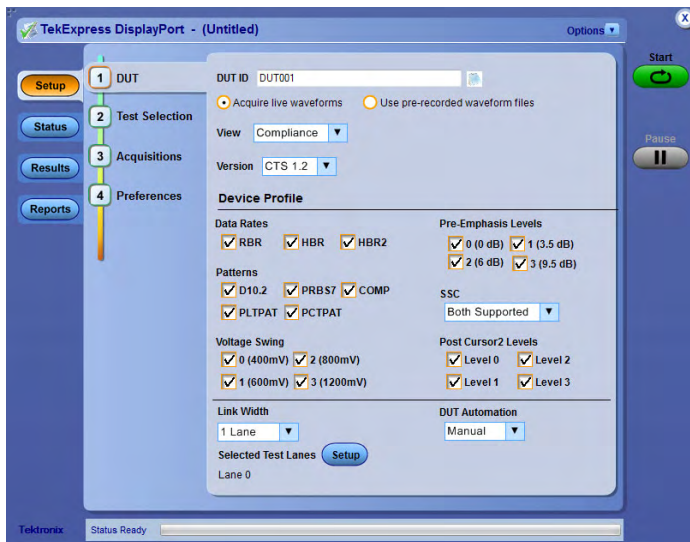 TekExpress DisplayPort - (Untitled)
Options
X
Start
Pause
Setup
Status
Results
Reports
1 DUT
2 Test Selection
3 Acquisitions
4 Preferences
DUT ID DUT001
Acquire live waveforms Use pre-recorded waveform files
View Compliance
Version CTS 1.2
Device Profile
Data Rates
RBR HBR HBR2
Patterns
D10.2 PRBS7 COMP
PLTPAT PCTPAT
Voltage Swing
0 (400mV) 2 (800mV)
1 (600mV) 3 (1200mV)
Pre-Emphasis Levels
0 (0 dB) 1 (3.5 dB)
2 (6 dB) 3 (9.5 dB)
SSC
Both Supported
Post Cursor2 Levels
Level 0 Level 2
Level 1 Level 3
Link Width
1 Lane
Selected Test Lanes Setup
Lane 0
DUT Automation
Manual
Tektronix Status Ready